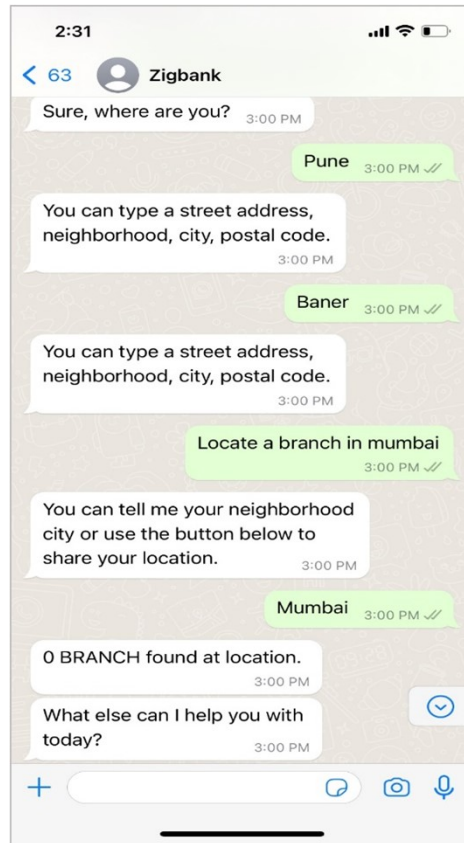 2:31
63 Zigbank
Sure, where are you? 3:00 PM
Pune 3:00 PM
You can type a street address,
neighborhood, city, postal code.
3:00 PM
Baner 3:00 PM
You can type a street address,
neighborhood, city, postal code.
3:00 PM
Locate a branch in mumbai
3:00 PM
You can tell me your neighborhood
city or use the button below to
share your location. 3:00 PM
Mumbai 3:00 PM
0 BRANCH found at location.
3:00 PM
What else can I help you with
today? 3:00 PM